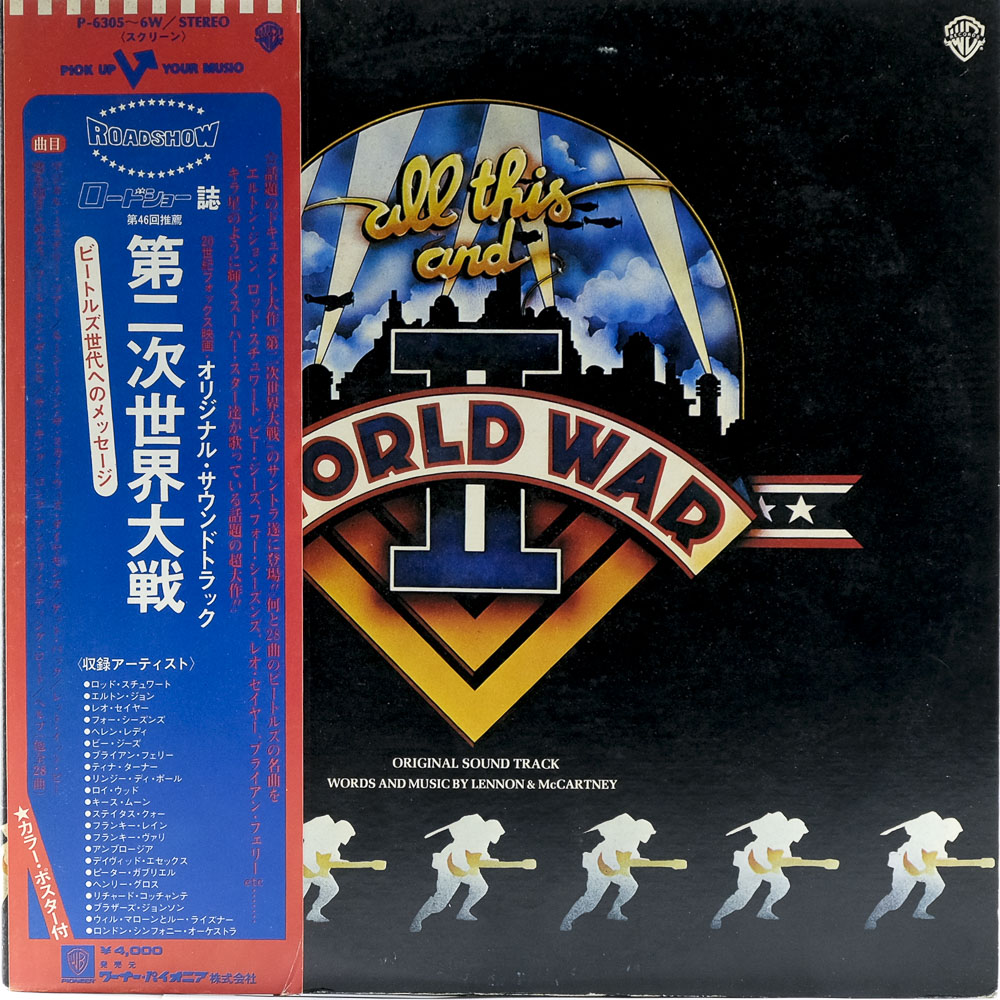 P-6305～6W／STEREO
〈スクリーン〉
PICK UP YOUR MUSIC
ROADSHOW
曲目
ロードショー誌
第46回推薦
ビートルズ世代へのメッセージ
第二次世界大戦
20世紀フォックス映画・オリジナル・サウンドトラック
話題のドキュメント大作「第二次世界大戦」のサントラ遂に登場!! 何と28曲のビートルズの名曲を
エルトン・ジョン、ロッド・スチュワート、ビー・ジーズ、フォー・シーズンズ、レオ・セイヤー、ブライアン・フェリー…etc………
キラ星のように輝くスーパー・スター達が歌っている話題の超大作!!
〈収録アーティスト〉
●ロッド・スチュワート
●エルトン・ジョン
●レオ・セイヤー
●フォー・シーズンズ
●ヘレン・レディ
●ビー・ジーズ
●ブライアン・フェリー
●ティナ・ターナー
●リンジー・ディ・ポール
●ロイ・ウッド
●キース・ムーン
●ステイタス・クォー
●フランキー・レイン
●フランキー・ヴァリ
●アンブロージア
●デイヴィッド・エセックス
●ピーター・ガブリエル
●ヘンリー・グロス
●リチャード・コッチャンテ
●ブラザーズ・ジョンソン
●ウィル・マローンとルー・ライズナー
●ロンドン・シンフォニー・オーケストラ
★カラー・ポスター付
¥4,000
発売元
PIONEER
ワーナー・パイオニア株式会社
all this
and
II
ORLD WAR
ORIGINAL SOUND TRACK
WORDS AND MUSIC BY LENNON & McCARTNEY